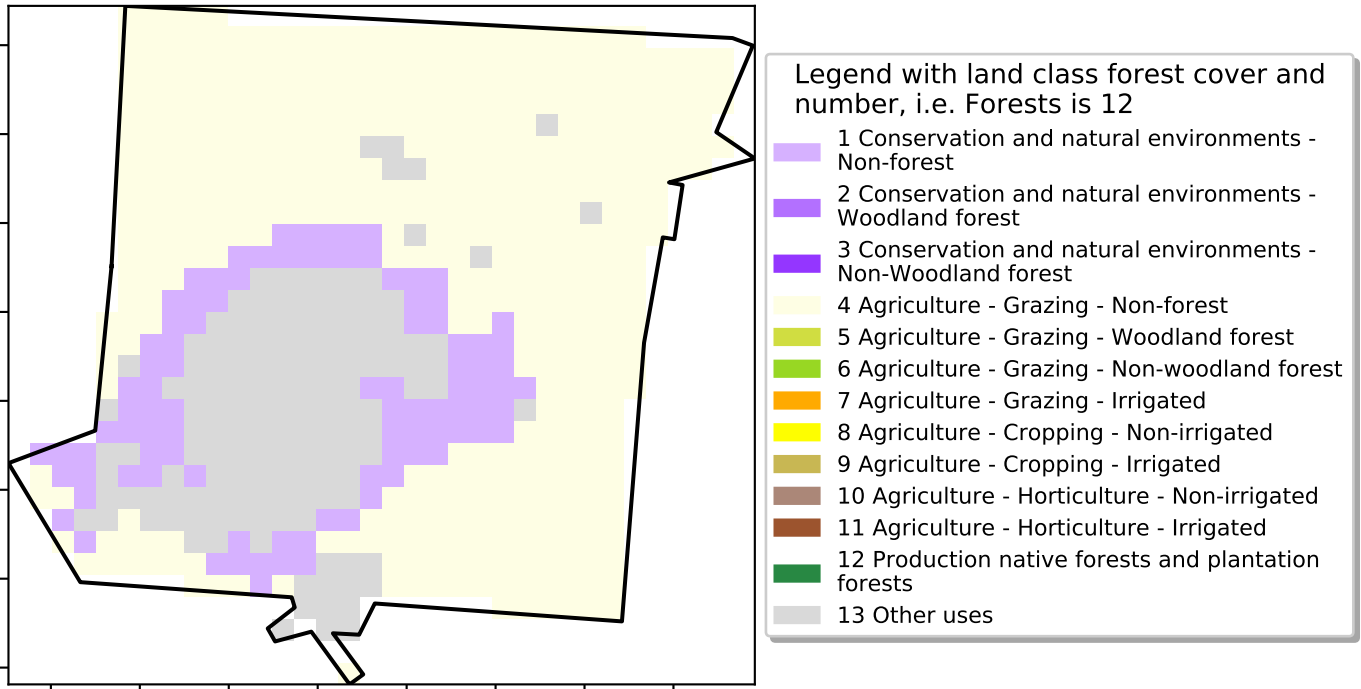 Legend with land class forest cover and
number, i.e. Forests is 12
1 Conservation and natural environments -
Non-forest
2 Conservation and natural environments -
Woodland forest
3 Conservation and natural environments -
Non-Woodland forest
4 Agriculture - Grazing - Non-forest
5 Agriculture - Grazing - Woodland forest
6 Agriculture - Grazing - Non-woodland forest
7 Agriculture - Grazing - Irrigated
8 Agriculture - Cropping - Non-irrigated
9 Agriculture - Cropping - Irrigated
10 Agriculture - Horticulture - Non-irrigated
11 Agriculture - Horticulture - Irrigated
12 Production native forests and plantation
forests
13 Other uses